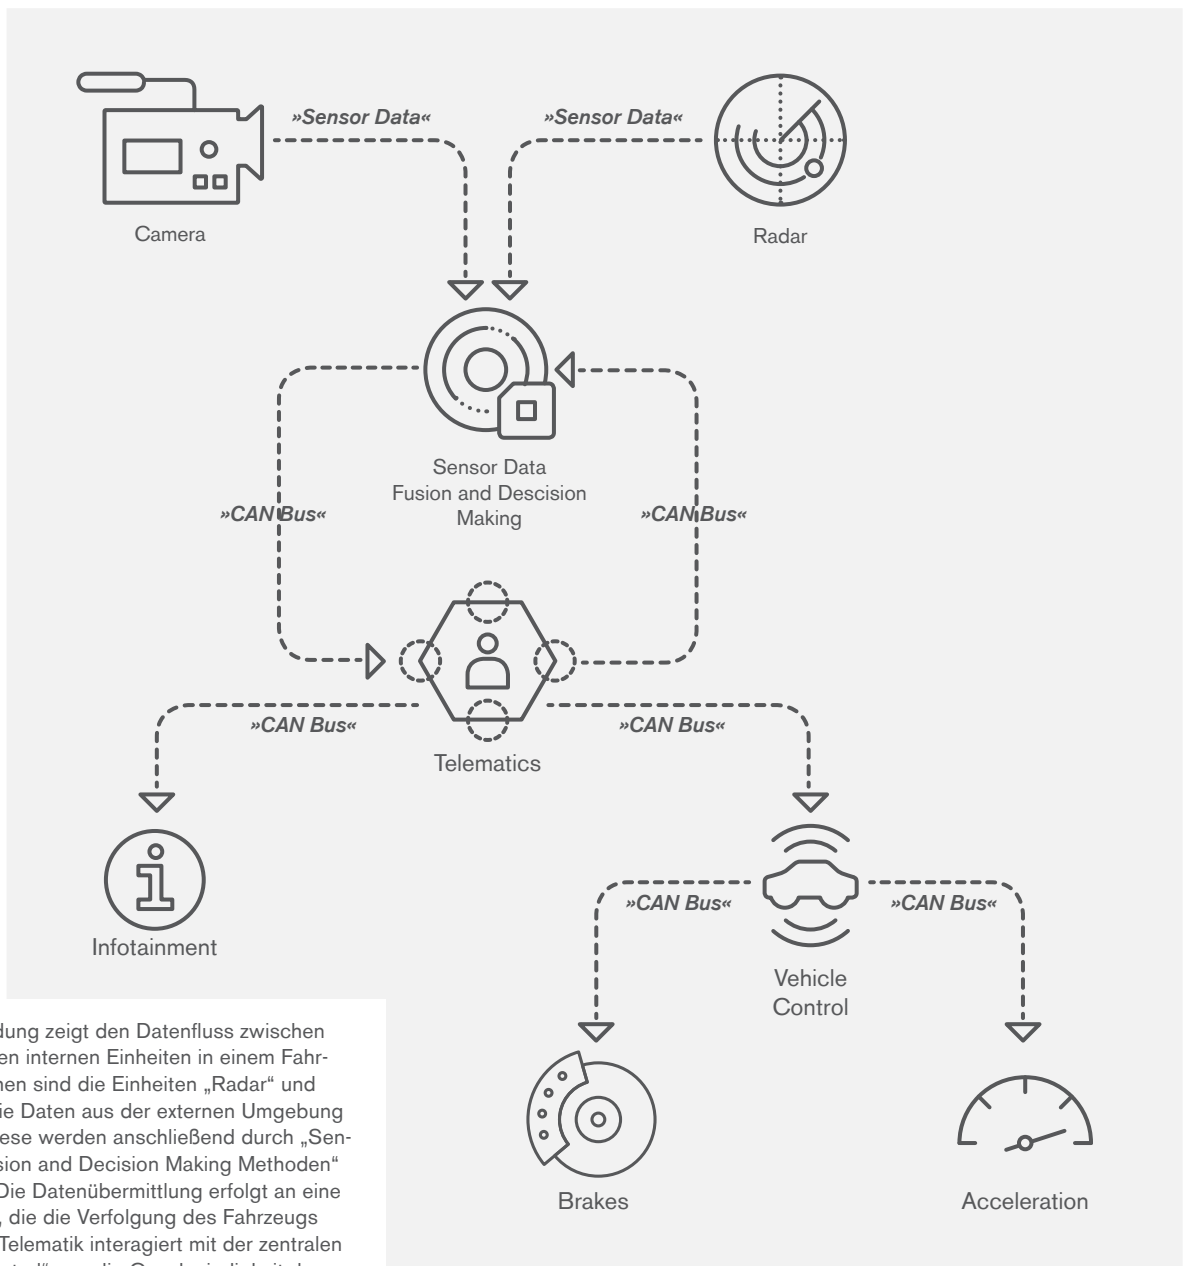 »Sensor Data«
»Sensor Data«
Camera
Radar
Sensor Data
Fusion and Descision
Making
»CAN Bus«
»CAN Bus«
»CAN Bus«
»CAN Bus«
Telematics
Infotainment
»CAN Bus«
»CAN Bus«
Vehicle
Control
Brakes
Acceleration
dung zeigt den Datenfluss zwischen
en internen Einheiten in einem Fahr-
nen sind die Einheiten „Radar“ und
ie Daten aus der externen Umgebung
iese werden anschließend durch „Sen-
sion and Decision Making Methoden“
Die Datenübermittlung erfolgt an eine
, die die Verfolgung des Fahrzeugs
Telematik interagiert mit der zentralen